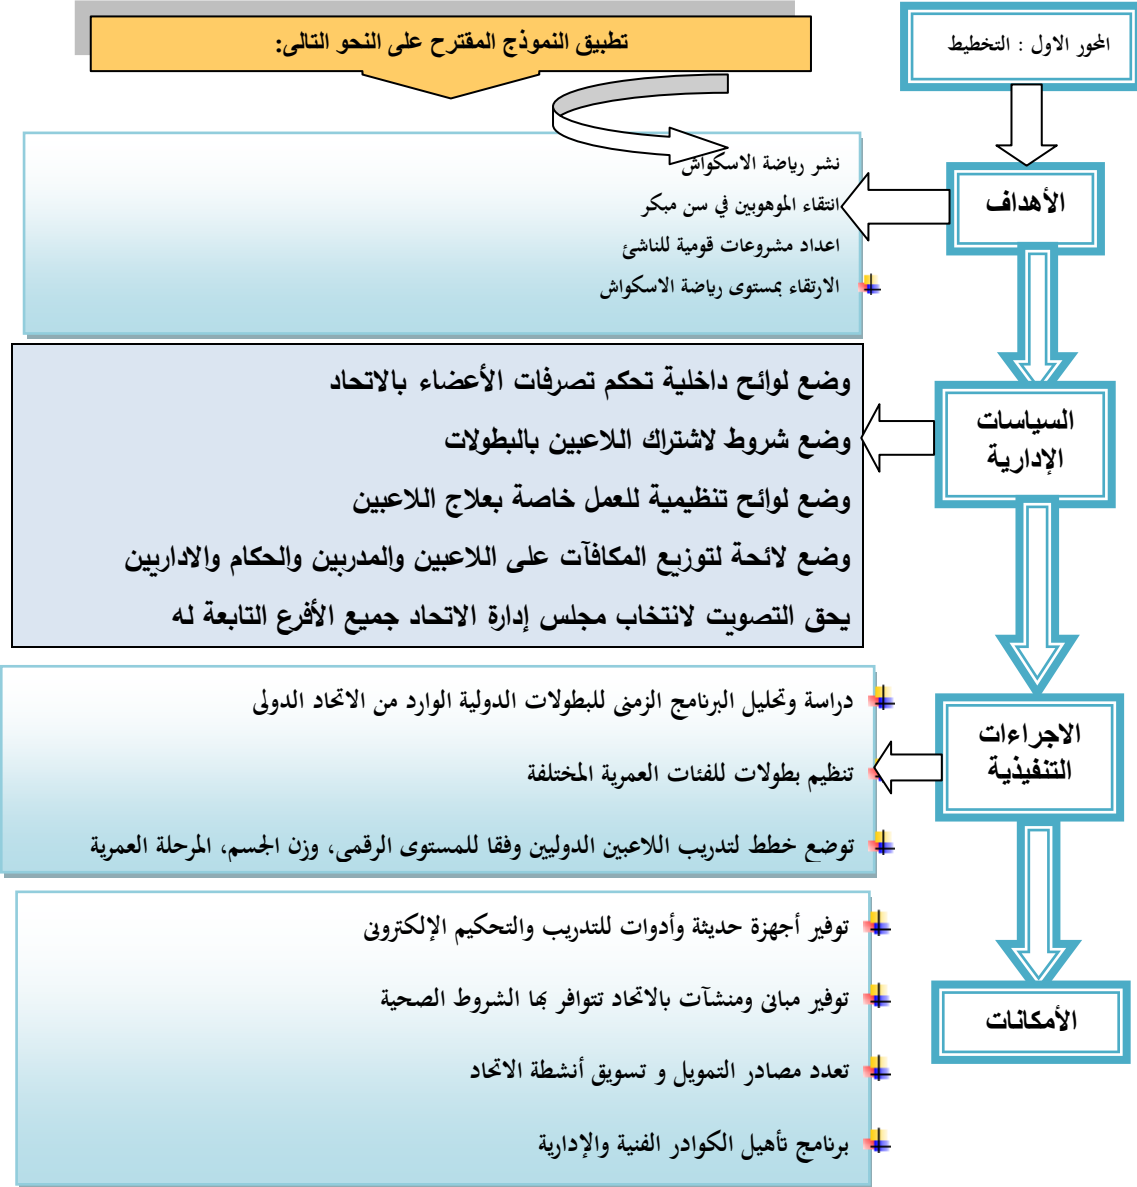 تطبيق النموذج المقترح على النحو التالى:
المحور الاول : التخطيط
الأهداف
نشر رياضة الاسكواش
انتقاء الموهوبين في سن مبكر
اعداد مشروعات قومية للناشئ
الارتقاء بمستوى رياضة الاسكواش
السياسات
الإدارية
وضع لوائح داخلية تحكم تصرفات الأعضاء بالاتحاد
وضع شروط لاشتراك اللاعبين بالبطولات
وضع لوائح تنظيمية للعمل خاصة بعلاج اللاعبين
وضع لائحة لتوزيع المكافآت على اللاعبين والمدربين والحكام والاداريين
يحق التصويت لانتخاب مجلس إدارة الاتحاد جميع الأفرع التابعة له
الاجراءات
التنفيذية
دراسة وتحليل البرنامج الزمنى للبطولات الدولية الوارد من الاتحاد الدولى
تنظيم بطولات للفئات العمرية المختلفة
توضع خطط لتدريب اللاعبين الدوليين وفقا للمستوى الرقمى، وزن الجسم، المرحلة العمرية
الأمكانات
توفير أجهزة حديثة وأدوات للتدريب والتحكيم الإلكترونى
توفير مبانى ومنشآت بالاتحاد تتوافر بها الشروط الصحية
تعدد مصادر التمويل و تسويق أنشطة الاتحاد
برنامج تأهيل الكوادر الفنية والإدارية